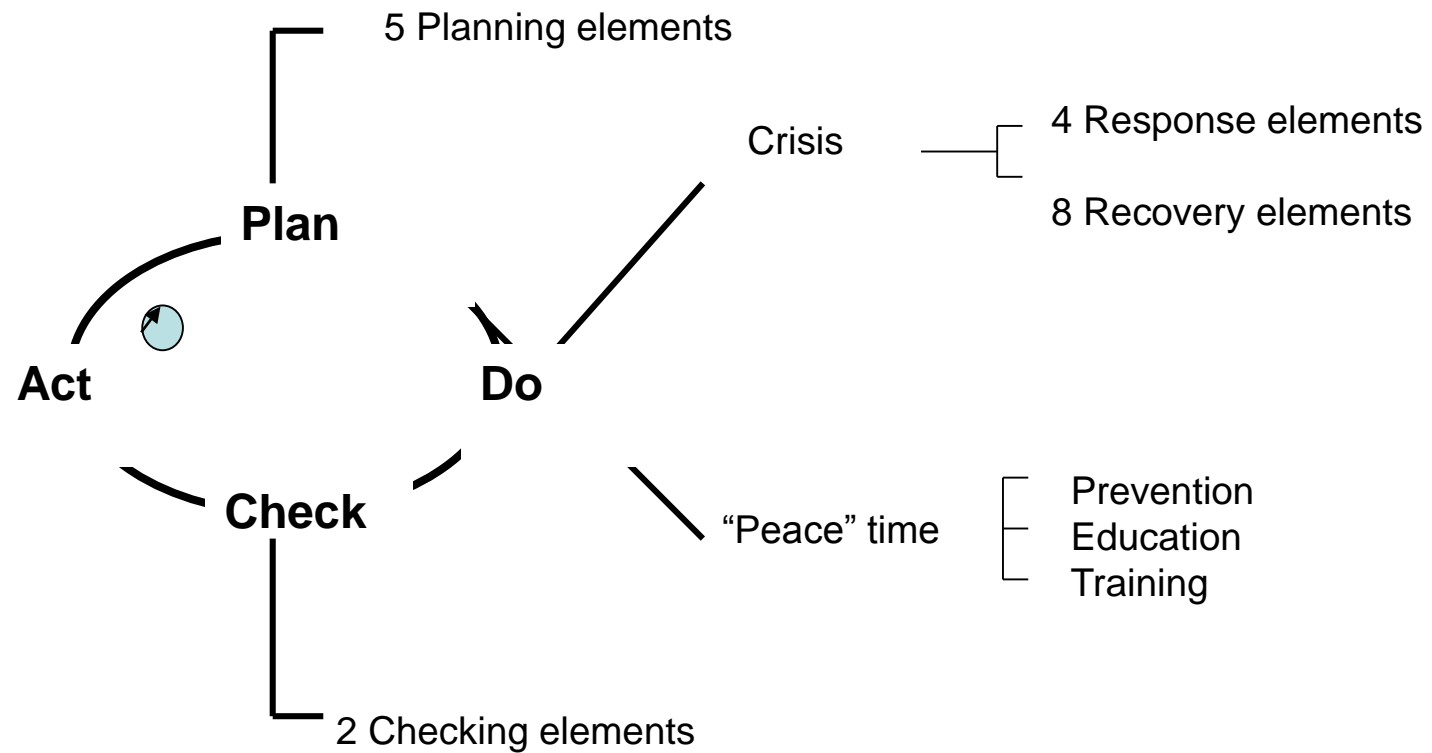 5 Planning elements
Crisis
4 Response elements
8 Recovery elements
Plan
Act
Do
Check
“Peace” time
Prevention
Education
Training
2 Checking elements